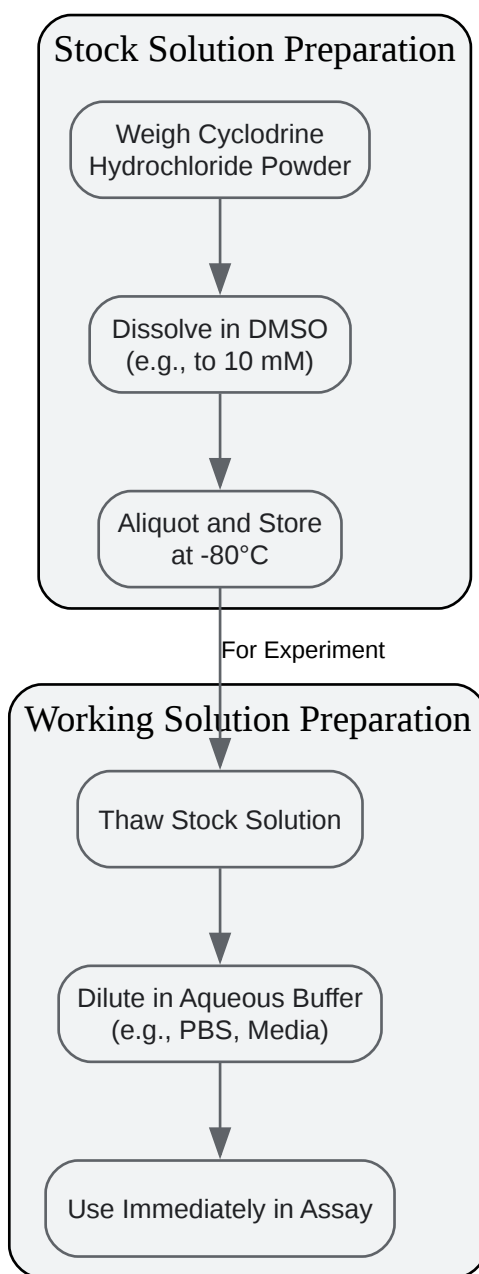 Stock Solution Preparation
Weigh Cyclodrine
Hydrochloride Powder
Dissolve in DMSO
(e.g., to 10 mM)
Aliquot and Store
at -80°C
For Experiment
Working Solution Preparation
Thaw Stock Solution
Dilute in Aqueous Buffer
(e.g., PBS, Media)
Use Immediately in Assay